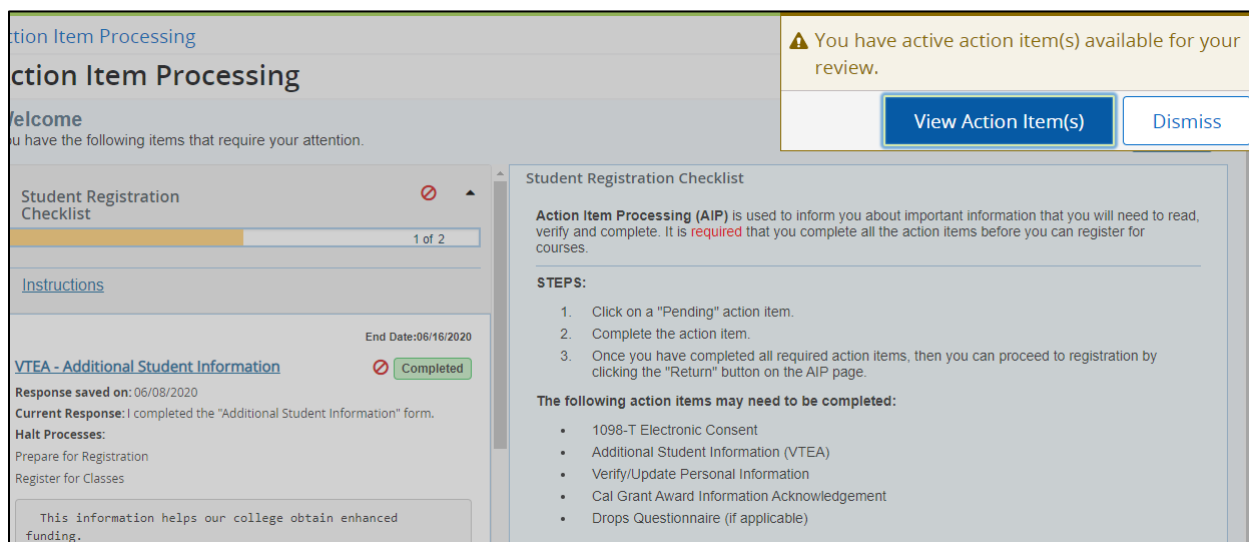 ction Item Processing
ction Item Processing
You have active action item(s) available for your
review.
View Action Item(s)
Dismiss
elcome
u have the following items that require your attention.
Student Registration
Checklist
1 of 2
Instructions
End Date:06/16/2020
VTEA - Additional Student Information
Completed
Response saved on: 06/08/2020
Current Response: I completed the "Additional Student Information" form.
Halt Processes:
Prepare for Registration
Register for Classes
This information helps our college obtain enhanced
funding.
Student Registration Checklist
Action Item Processing (AIP) is used to inform you about important information that you will need to read,
verify and complete. It is required that you complete all the action items before you can register for
courses.
STEPS:
1. Click on a "Pending" action item.
2. Complete the action item.
3. Once you have completed all required action items, then you can proceed to registration by
clicking the "Return" button on the AIP page.
The following action items may need to be completed:
• 1098-T Electronic Consent
• Additional Student Information (VTEA)
• Verify/Update Personal Information
• Cal Grant Award Information Acknowledgement
• Drops Questionnaire (if applicable)